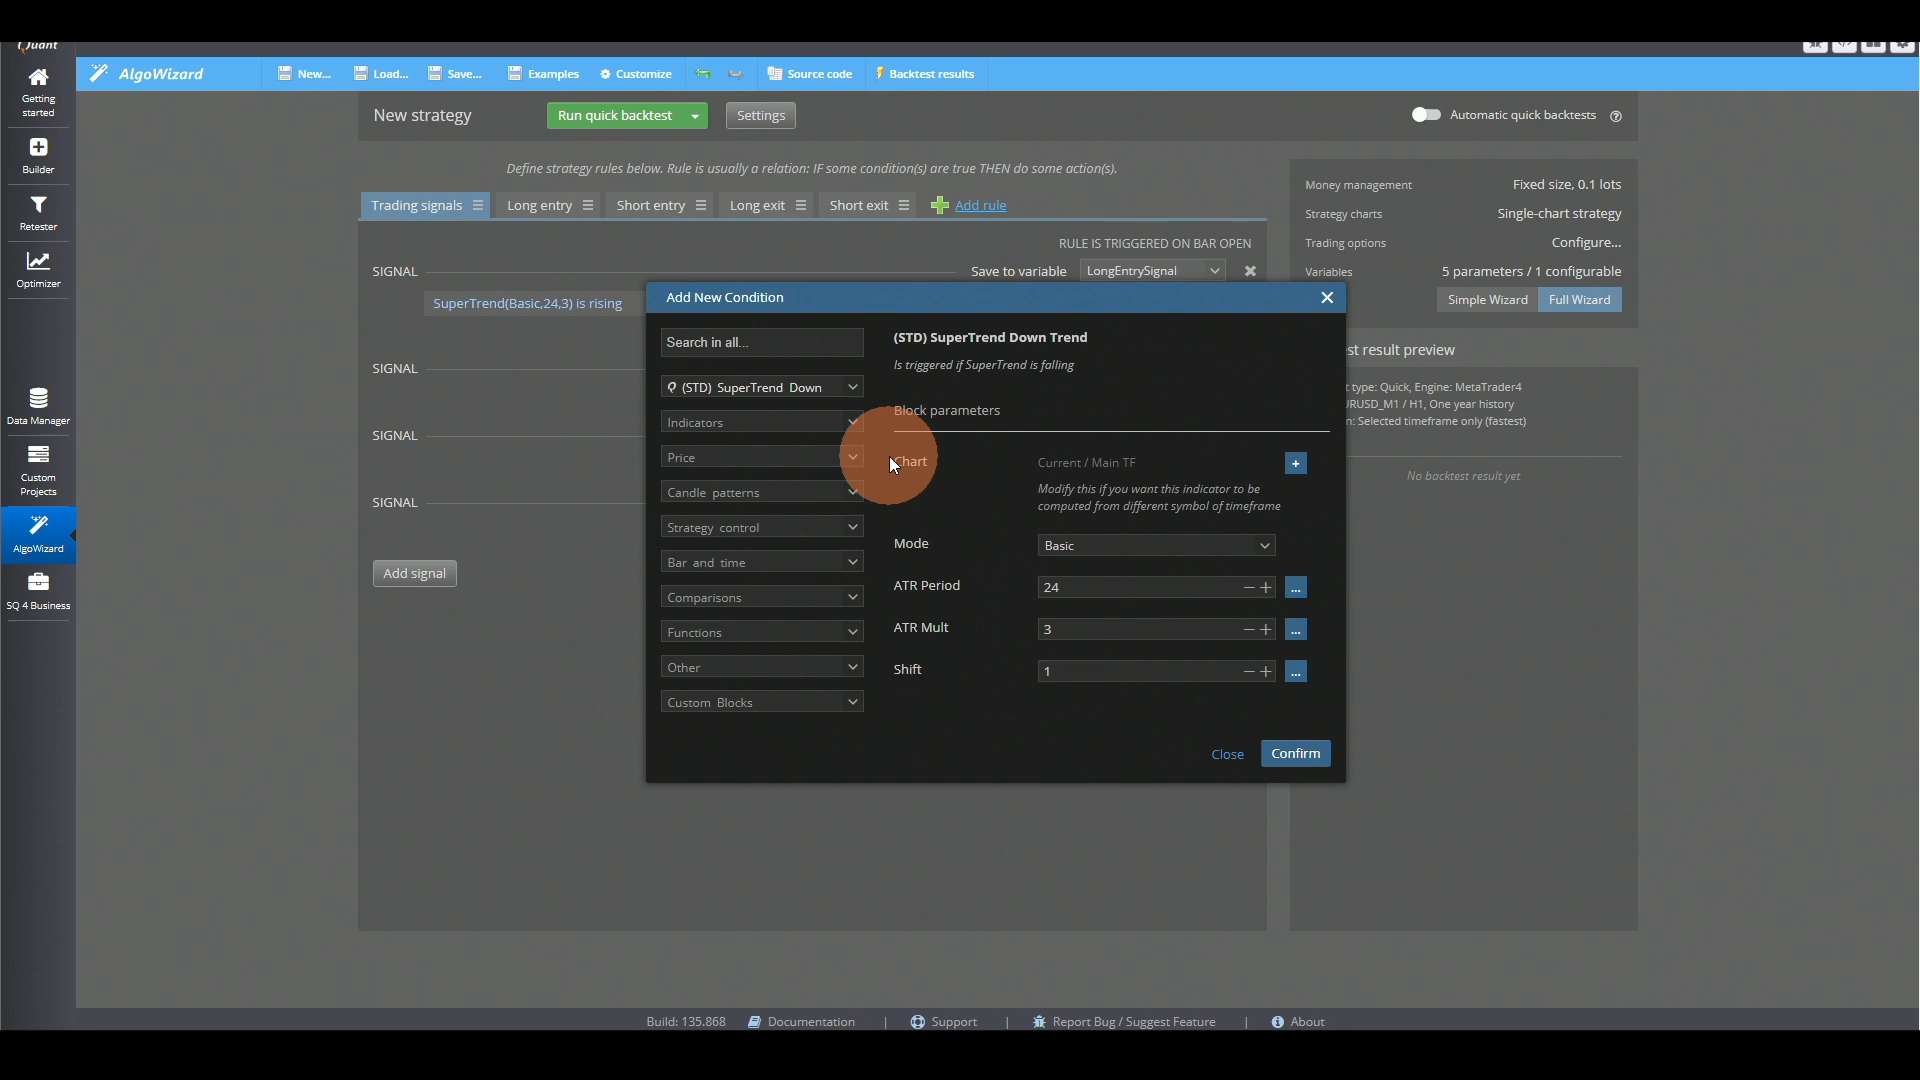 Quant
AlgoWizard
New...
Load...
Save...
Examples
Customize
Source code
Backtest results
Getting
started
Builder
Retester
Optimizer
Data Manager
Custom
Projects
AlgoWizard
SQ 4 Business
New strategy
Run quick backtest
Settings
Automatic quick backtests
Define strategy rules below. Rule is usually a relation: IF some condition(s) are true THEN do some action(s).
Trading signals
Long entry
Short entry
Long exit
Short exit
Add rule
RULE IS TRIGGERED ON BAR OPEN
SIGNAL
Save to variable
LongEntrySignal
SuperTrend(Basic,24,3) is rising
SIGNAL
SIGNAL
SIGNAL
Add signal
Money management Fixed size, 0.1 lots
Strategy charts Single-chart strategy
Trading options Configure...
Variables 5 parameters / 1 configurable
Simple Wizard Full Wizard
st result preview
t type: Quick, Engine: MetaTrader4
RUSD_M1 / H1, One year history
n: Selected timeframe only (fastest)
No backtest result yet
Add New Condition
Search in all...
(STD) SuperTrend Down
Indicators
Price
Candle patterns
Strategy control
Bar and time
Comparisons
Functions
Other
Custom Blocks
(STD) SuperTrend Down Trend
Is triggered if SuperTrend is falling
Block parameters
Chart Current / Main TF
Modify this if you want this indicator to be
computed from different symbol of timeframe
Mode Basic
ATR Period 24 ...
ATR Mult 3 ...
Shift 1 ...
Close Confirm
Build: 135.868 Documentation | Support | Report Bug / Suggest Feature | About